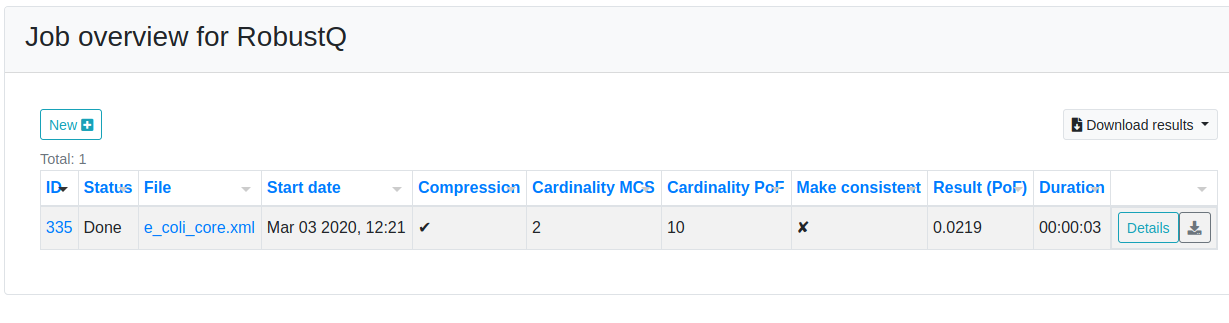 Job overview for RobustQ
New
Download results
Total: 1
ID Status File Start date Compression Cardinality MCS Cardinality PoF Make consistent Result (PoF) Duration
335 Done e_coli_core.xml Mar 03 2020, 12:21 ✔ 2 10 ✘ 0.0219 00:00:03 Details